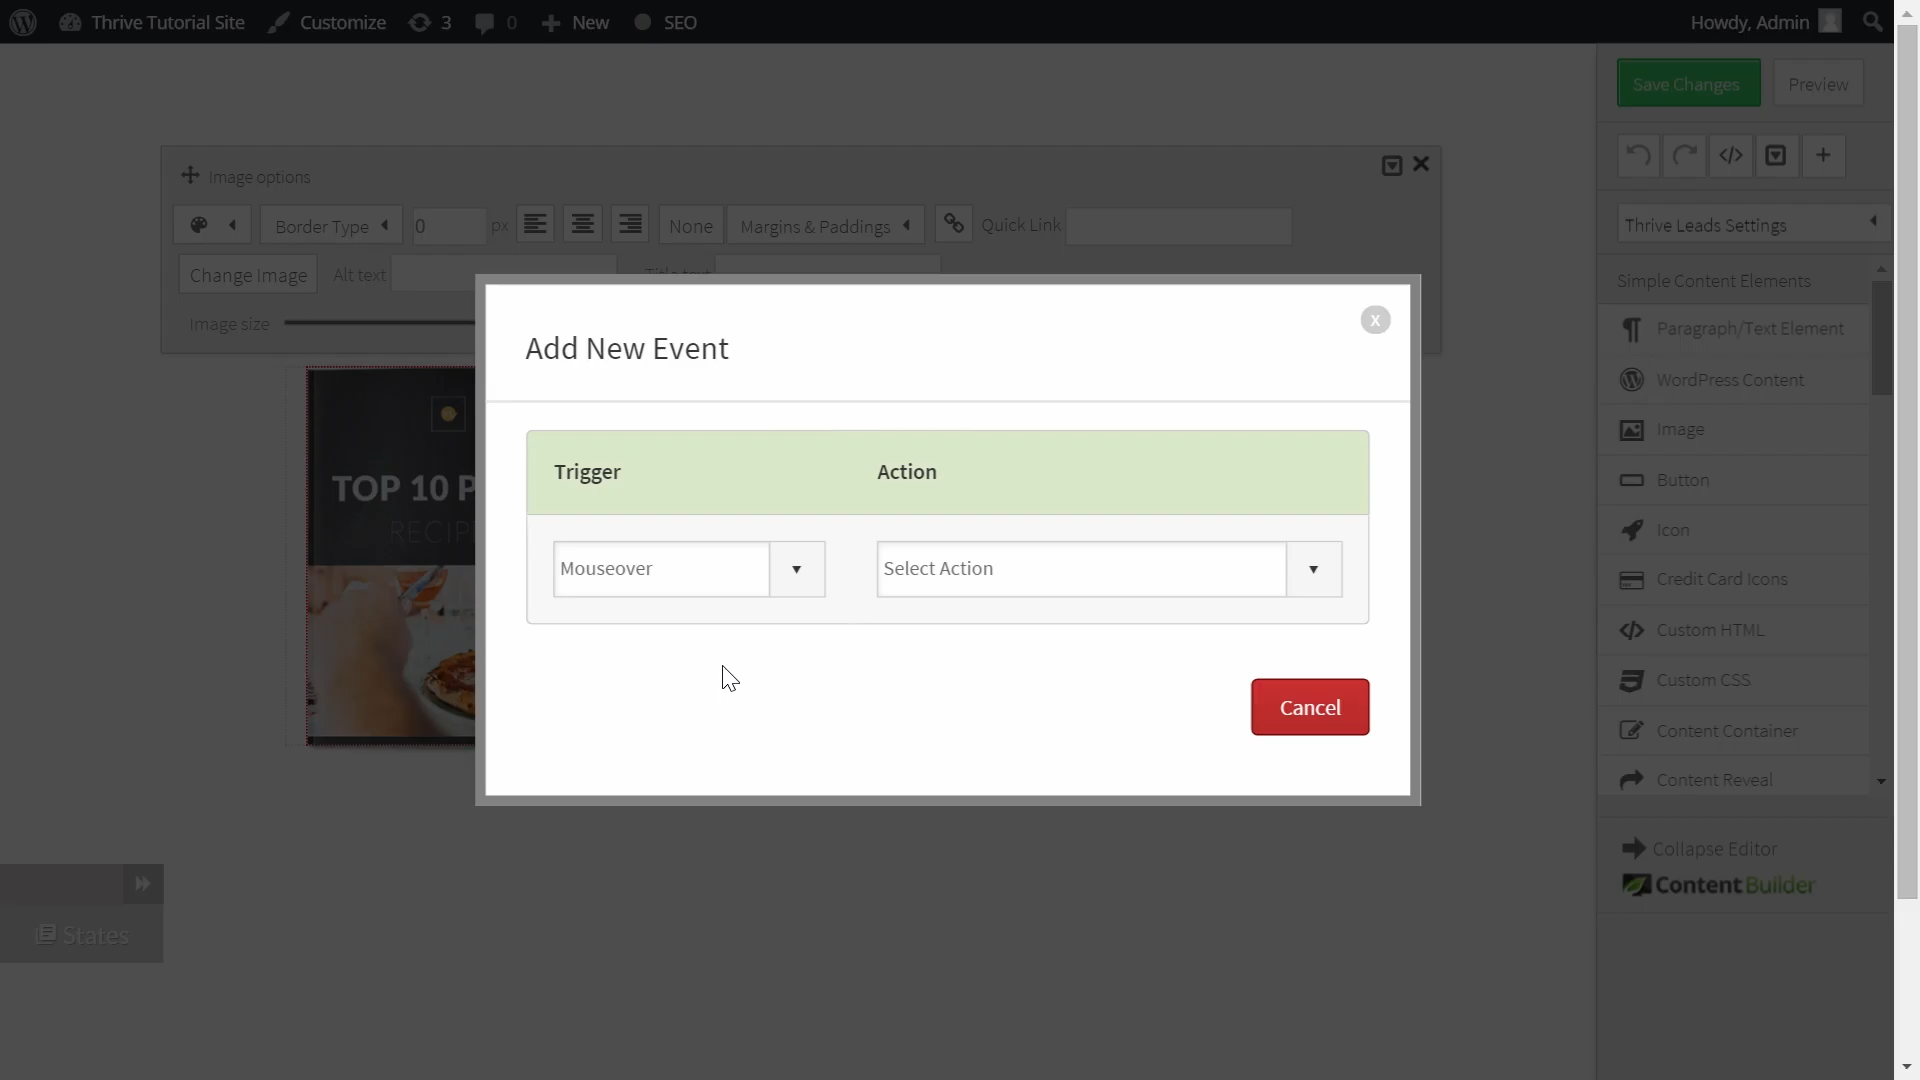 Thrive Tutorial Site Customize 3 0 New SEO Howdy, Admin
Save Changes Preview
Image options
Border Type 0 px None Margins & Paddings Quick Link
Thrive Leads Settings
Change Image Alt text Title text
Image size
Simple Content Elements
Paragraph/Text Element
WordPress Content
Image
Button
Icon
Credit Card Icons
Custom HTML
Custom CSS
Content Container
Content Reveal
Collapse Editor
Content Builder
Add New Event
X
Trigger Action
Mouseover Select Action
Cancel
TOP 10 P
RECIP
States